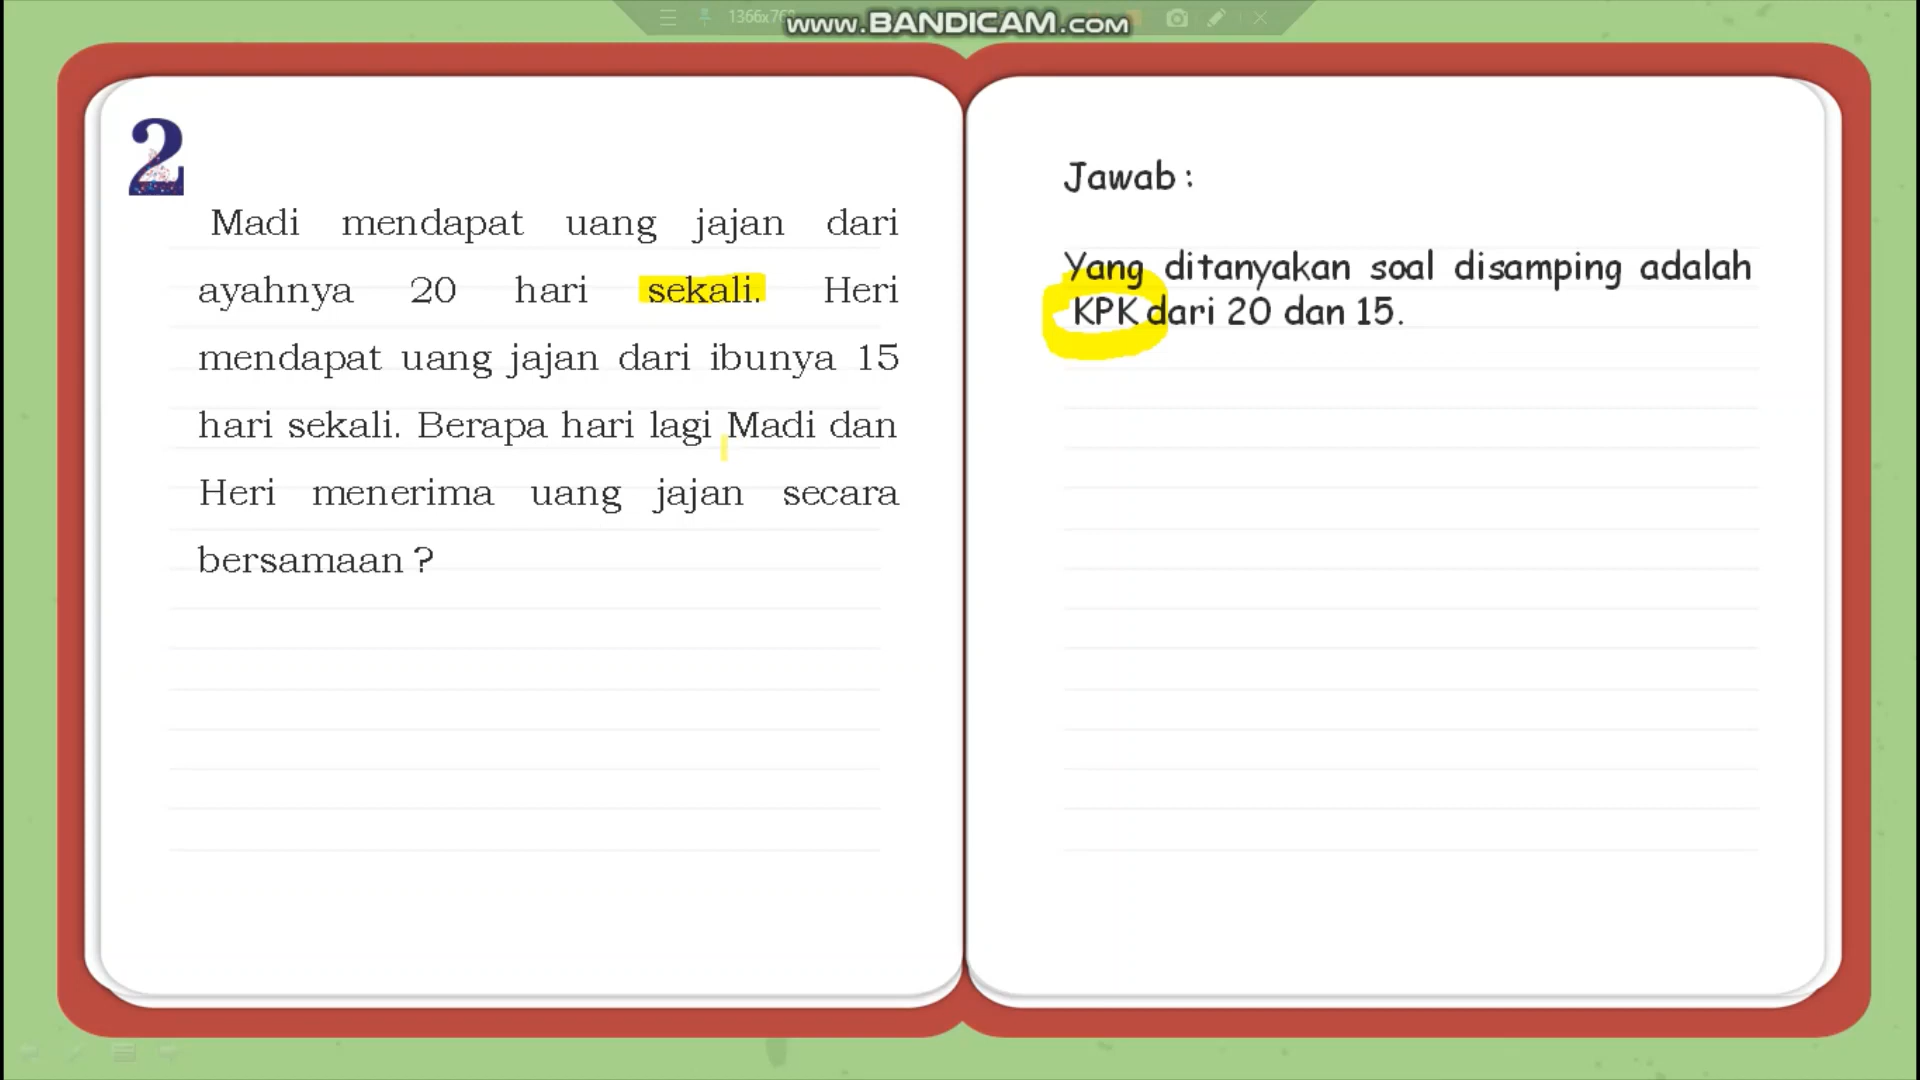 www.BANDICAM.com
2
Madi mendapat uang jajan dari
ayahnya 20 hari sekali. Heri
mendapat uang jajan dari ibunya 15
hari sekali. Berapa hari lagi Madi dan
Heri menerima uang jajan secara
bersamaan ?
Jawab :
Yang ditanyakan soal disamping adalah
KPK dari 20 dan 15.